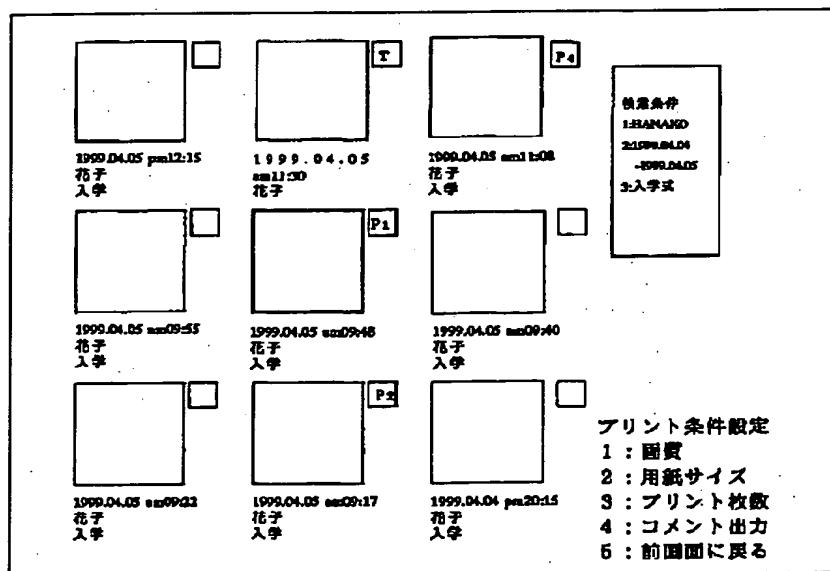 T
P4
1999.04.05 pm12:15
花子
入学
1999.04.05
am11:30
花子
1999.04.05 am11:08
花子
入学
検索条件
1:HANAKO
2:1999.04.04
~1999.04.05
3:入学式
P1
1999.04.05 am09:55
花子
入学
1999.04.05 am09:48
花子
入学
1999.04.05 am09:40
花子
入学
P2
1999.04.05 am09:22
花子
入学
1999.04.05 am09:17
花子
入学
1999.04.04 pm20:15
花子
入学
プリント条件設定
1：画質
2：用紙サイズ
3：プリント枚数
4：コメント出力
5：前画面に戻る